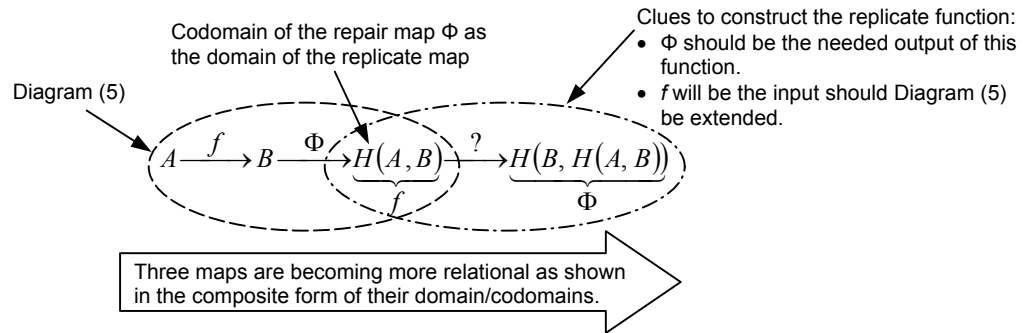 Clues to construct the replicate function:
• Φ should be the needed output of this
function.
• f will be the input should Diagram (5)
be extended.
Codomain of the repair map Φ as
the domain of the replicate map
Diagram (5)
A —f→ B —Φ→ H(A, B) —?→ H(B, H(A, B))
f Φ
Three maps are becoming more relational as shown
in the composite form of their domain/codomains.